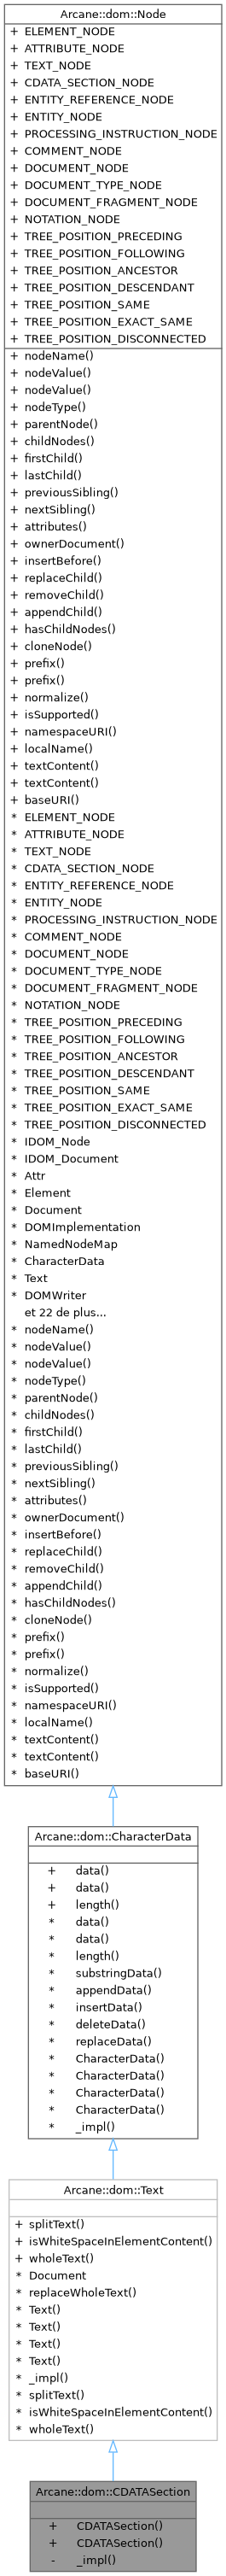 Arcane::dom::Node
+ ELEMENT_NODE
+ ATTRIBUTE_NODE
+ TEXT_NODE
+ CDATA_SECTION_NODE
+ ENTITY_REFERENCE_NODE
+ ENTITY_NODE
+ PROCESSING_INSTRUCTION_NODE
+ COMMENT_NODE
+ DOCUMENT_NODE
+ DOCUMENT_TYPE_NODE
+ DOCUMENT_FRAGMENT_NODE
+ NOTATION_NODE
+ TREE_POSITION_PRECEDING
+ TREE_POSITION_FOLLOWING
+ TREE_POSITION_ANCESTOR
+ TREE_POSITION_DESCENDANT
+ TREE_POSITION_SAME
+ TREE_POSITION_EXACT_SAME
+ TREE_POSITION_DISCONNECTED
+ nodeName()
+ nodeValue()
+ nodeValue()
+ nodeType()
+ parentNode()
+ childNodes()
+ firstChild()
+ lastChild()
+ previousSibling()
+ nextSibling()
+ attributes()
+ ownerDocument()
+ insertBefore()
+ replaceChild()
+ removeChild()
+ appendChild()
+ hasChildNodes()
+ cloneNode()
+ prefix()
+ prefix()
+ normalize()
+ isSupported()
+ namespaceURI()
+ localName()
+ textContent()
+ textContent()
+ baseURI()
* ELEMENT_NODE
* ATTRIBUTE_NODE
* TEXT_NODE
* CDATA_SECTION_NODE
* ENTITY_REFERENCE_NODE
* ENTITY_NODE
* PROCESSING_INSTRUCTION_NODE
* COMMENT_NODE
* DOCUMENT_NODE
* DOCUMENT_TYPE_NODE
* DOCUMENT_FRAGMENT_NODE
* NOTATION_NODE
* TREE_POSITION_PRECEDING
* TREE_POSITION_FOLLOWING
* TREE_POSITION_ANCESTOR
* TREE_POSITION_DESCENDANT
* TREE_POSITION_SAME
* TREE_POSITION_EXACT_SAME
* TREE_POSITION_DISCONNECTED
* IDOM_Node
* IDOM_Document
* Attr
* Element
* Document
* DOMImplementation
* NamedNodeMap
* CharacterData
* Text
* DOMWriter
et 22 de plus...
* nodeName()
* nodeValue()
* nodeValue()
* nodeType()
* parentNode()
* childNodes()
* firstChild()
* lastChild()
* previousSibling()
* nextSibling()
* attributes()
* ownerDocument()
* insertBefore()
* replaceChild()
* removeChild()
* appendChild()
* hasChildNodes()
* cloneNode()
* prefix()
* prefix()
* normalize()
* isSupported()
* namespaceURI()
* localName()
* textContent()
* textContent()
* baseURI()
Arcane::dom::CharacterData
+ data()
+ data()
+ length()
* data()
* data()
* length()
* substringData()
* appendData()
* insertData()
* deleteData()
* replaceData()
* CharacterData()
* CharacterData()
* CharacterData()
* CharacterData()
* _impl()
Arcane::dom::Text
+ splitText()
+ isWhiteSpaceInElementContent()
+ wholeText()
* Document
* replaceWholeText()
* Text()
* Text()
* Text()
* Text()
* _impl()
* splitText()
* isWhiteSpaceInElementContent()
* wholeText()
Arcane::dom::CDATASection
+ CDATASection()
+ CDATASection()
- _impl()